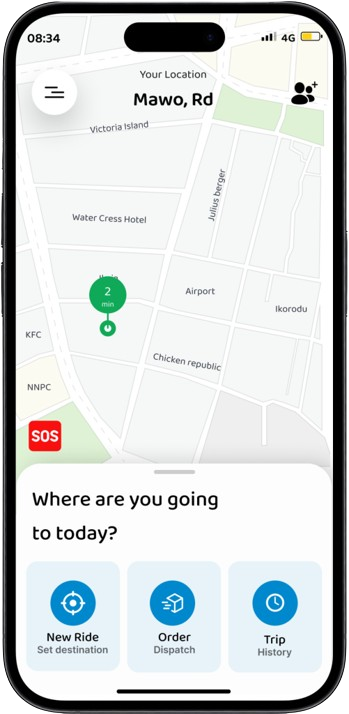 08:34
4G
Your Location
Mawo, Rd
Victoria Island
Julius berger
Water Cress Hotel
2
min
Airport
Ikorodu
KFC
Chicken republic
NNPC
SOS
Where are you going
to today?
New Ride
Set destination
Order
Dispatch
Trip
History